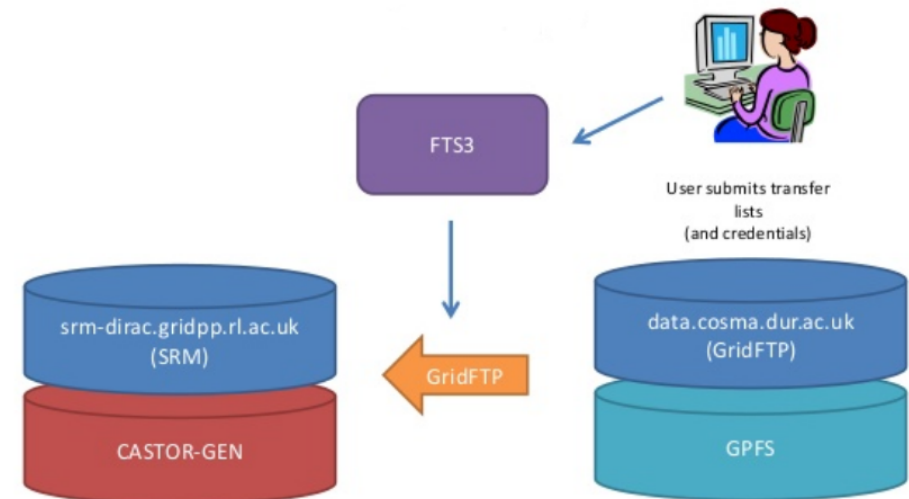 FTS3
User submits transfer
lists
(and credentials)
srm-dirac.gridpp.rl.ac.uk
(SRM)
data.cosma.dur.ac.uk
(GridFTP)
GridFTP
CASTOR-GEN
GPFS